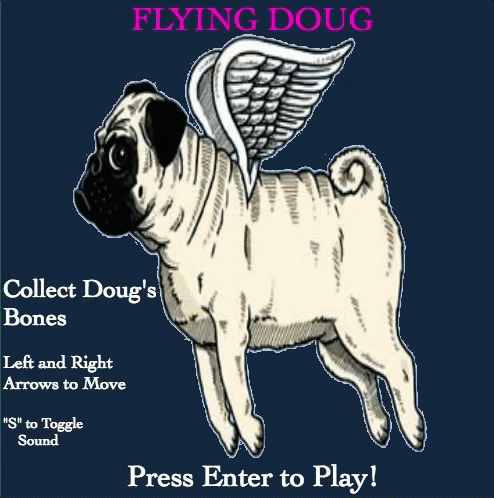 FLYING DOUG
Collect Doug's
Bones
Left and Right
Arrows to Move
"S" to Toggle
Sound
Press Enter to Play!